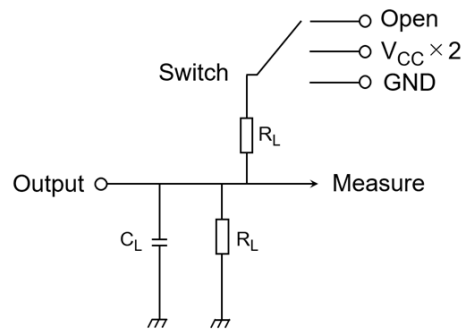 Open
V_CC × 2
Switch
GND
R_L
Output
Measure
C_L
R_L